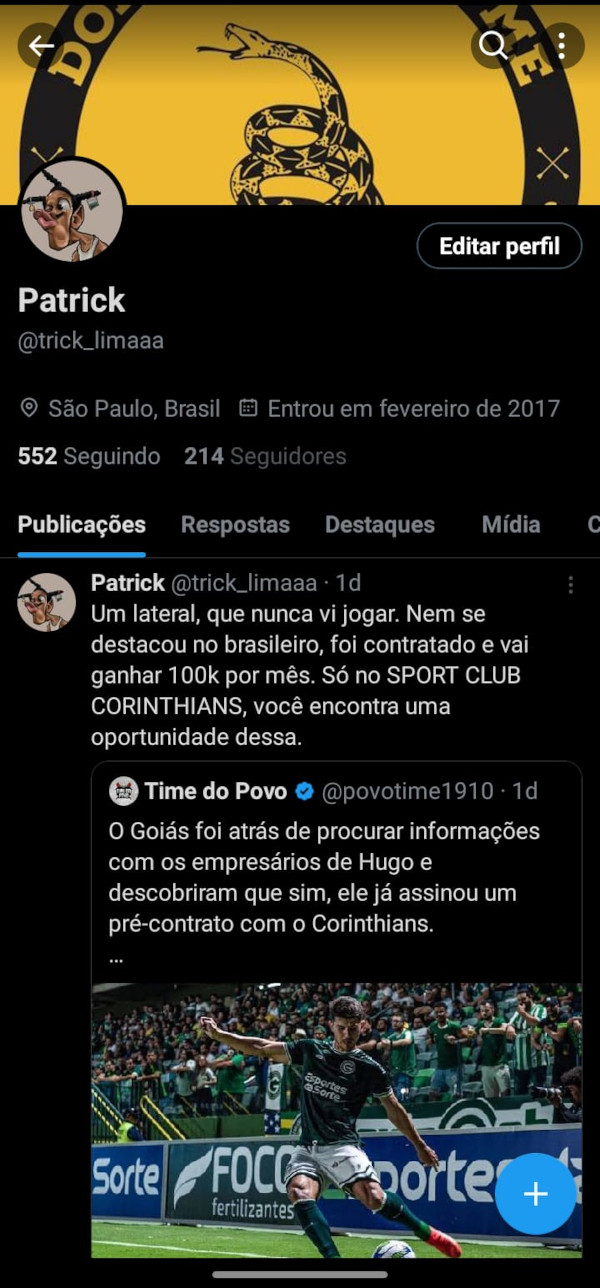 DO
ME
Editar perfil
Patrick
@trick_limaaa
São Paulo, Brasil Entrou em fevereiro de 2017
552 Seguindo 214 Seguidores
Publicações Respostas Destaques Mídia C
Patrick @trick_limaaa · 1d
Um lateral, que nunca vi jogar. Nem se
destacou no brasileiro, foi contratado e vai
ganhar 100k por mês. Só no SPORT CLUB
CORINTHIANS, você encontra uma
oportunidade dessa.
Time do Povo @povotime1910 · 1d
O Goiás foi atrás de procurar informações
com os empresários de Hugo e
descobriram que sim, ele já assinou um
pré-contrato com o Corinthians.
...
esportes
da Sorte
Sorte FOCO portes
fertilizantes